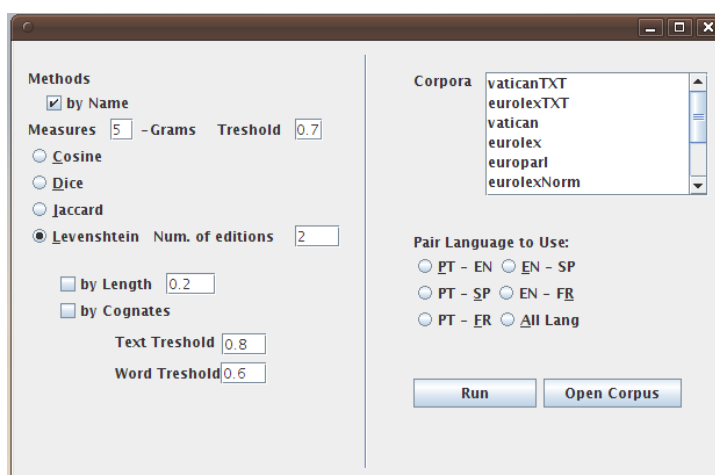 Methods
by Name
Measures 5 -Grams Treshold 0.7
Cosine
Dice
Jaccard
Levenshtein Num. of editions 2
by Length 0.2
by Cognates
Text Treshold 0.8
Word Treshold 0.6
Corpora
vaticanTXT
eurolexTXT
vatican
eurolex
europarl
eurolexNorm
Pair Language to Use:
PT - EN EN - SP
PT - SP EN - FR
PT - FR All Lang
Run Open Corpus